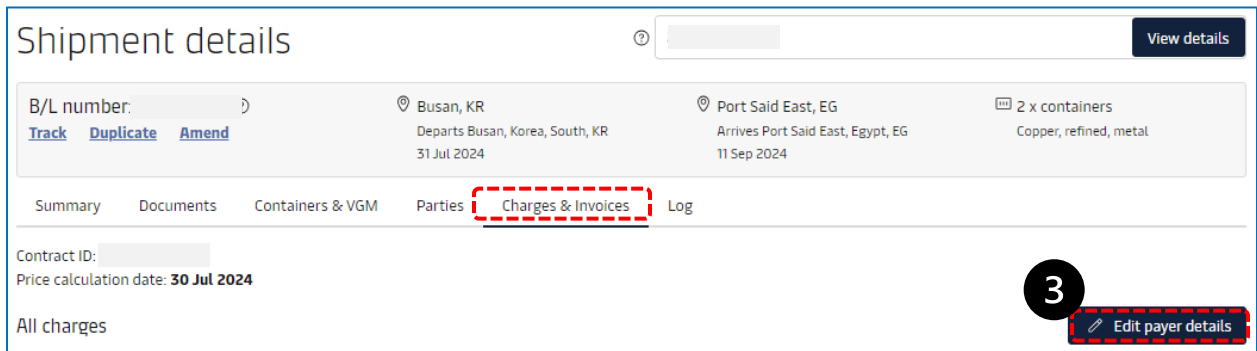 Shipment details
View details
B/L number:
Track Duplicate Amend
Busan, KR
Departs Busan, Korea, South, KR
31 Jul 2024
Port Said East, EG
Arrives Port Said East, Egypt, EG
11 Sep 2024
2 x containers
Copper, refined, metal
Summary Documents Containers & VGM Parties Charges & Invoices Log
Contract ID:
Price calculation date: 30 Jul 2024
3
All charges
Edit payer details